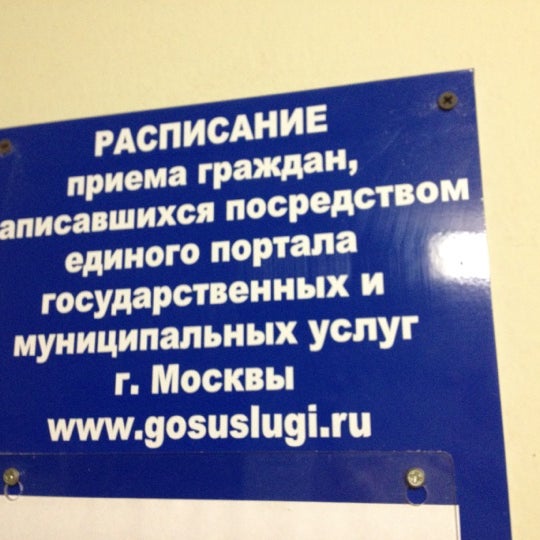 РАСПИСАНИЕ
приема граждан,
аписавшихся посредством
единого портала
государственных и
муниципальных услуг
г. Москвы
www.gosuslugi.ru